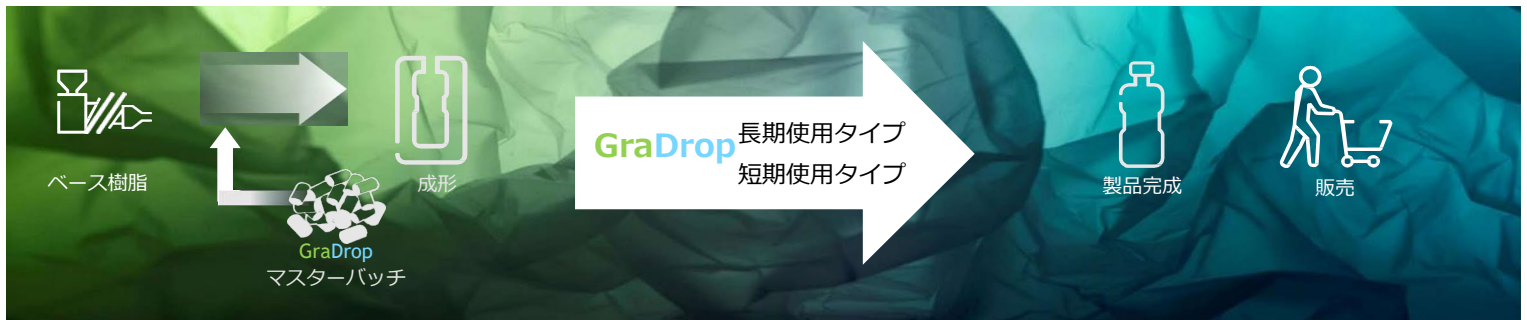 ベース樹脂
成形
GraDrop
マスターバッチ
GraDrop
長期使用タイプ
短期使用タイプ
製品完成
販売